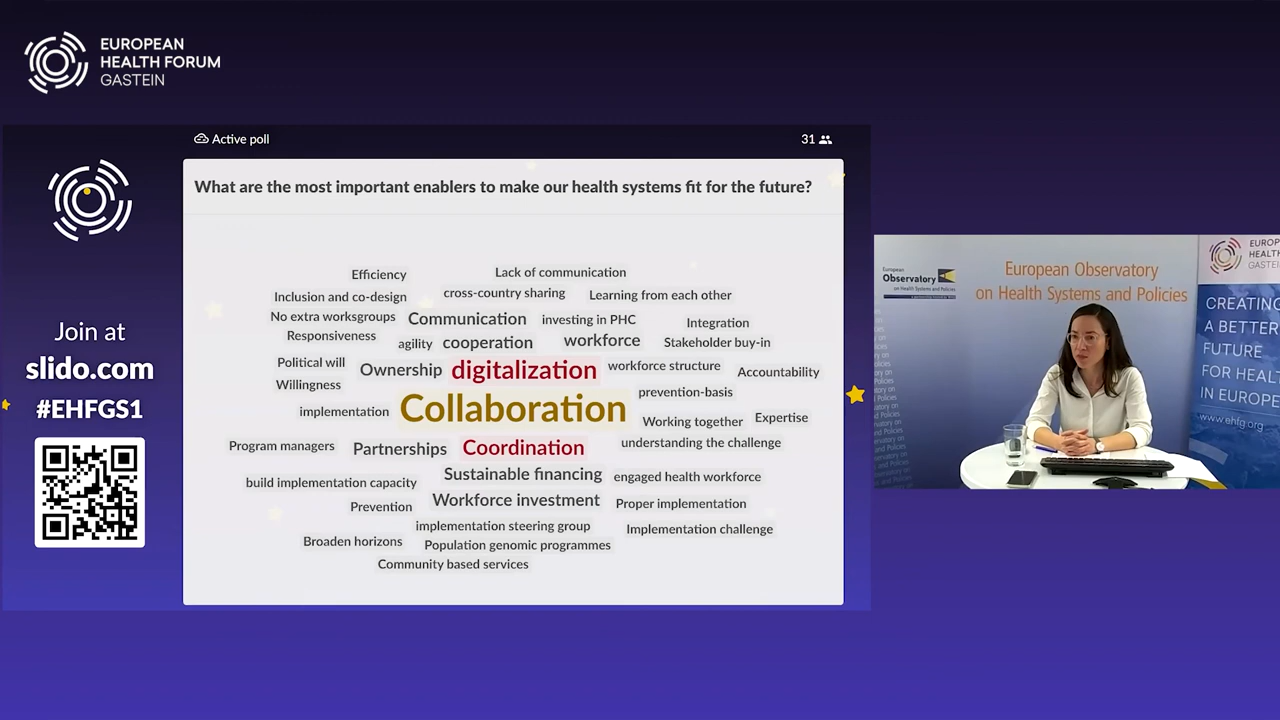 EUROPEAN
HEALTH FORUM
GASTEIN
Active poll
31
What are the most important enablers to make our health systems fit for the future?
Efficiency
Lack of communication
Inclusion and co-design
cross-country sharing
Learning from each other
No extra worksgroups
Communication
investing in PHC
Integration
Responsiveness
agility
cooperation
workforce
Stakeholder buy-in
Political will
Ownership
digitalization
workforce structure
Accountability
Willingness
prevention-basis
implementation
Collaboration
Working together
Expertise
Program managers
Partnerships
Coordination
understanding the challenge
build implementation capacity
Sustainable financing
engaged health workforce
Prevention
Workforce investment
Proper implementation
implementation steering group
Implementation challenge
Broaden horizons
Population genomic programmes
Community based services
Join at
slido.com
#EHFGS1
European
Observatory
on Health Systems and Policies
European Observatory
on Health Systems and Policies
EUROP
HEALTH
GASTEI
CREATING
A BETTER
FUTURE
FOR HEALT
IN EUROPE
www.ehfg.org